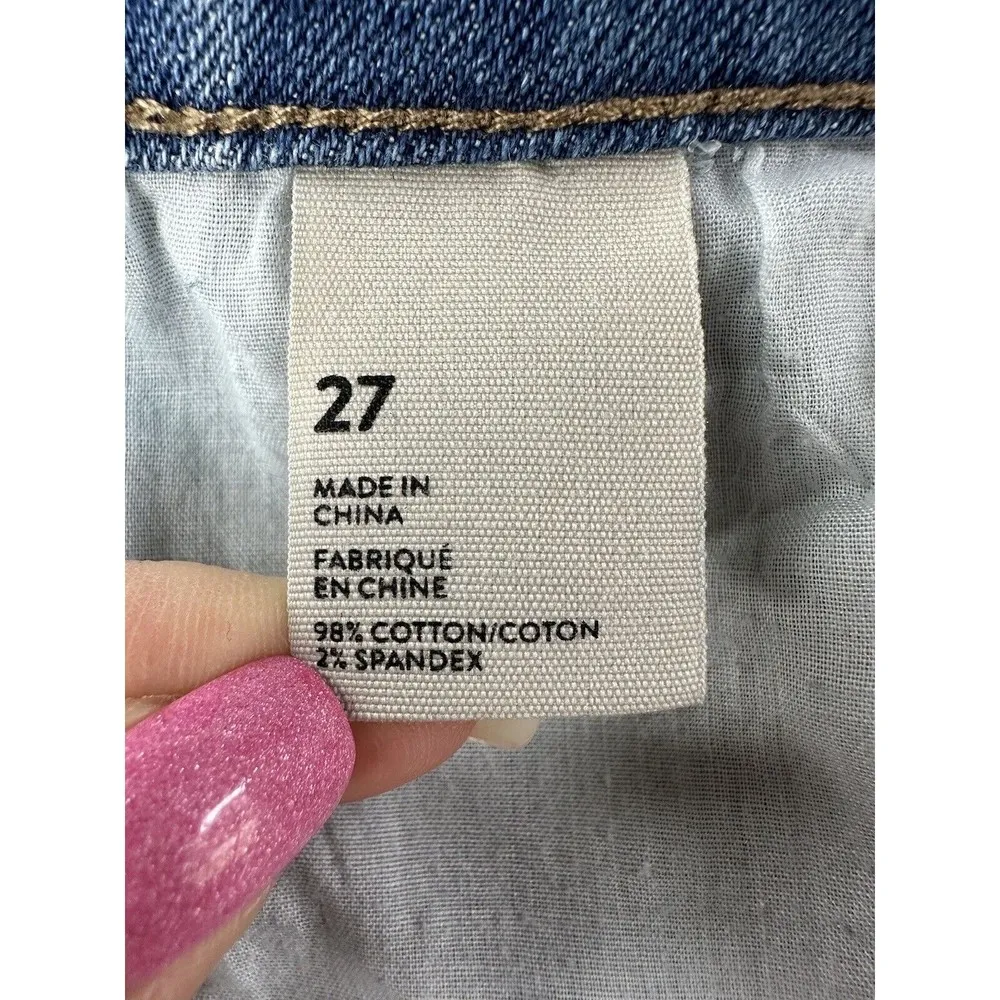 27
MADE IN
CHINA
FABRIQUÉ
EN CHINE
98% COTTON/COTON
2% SPANDEX